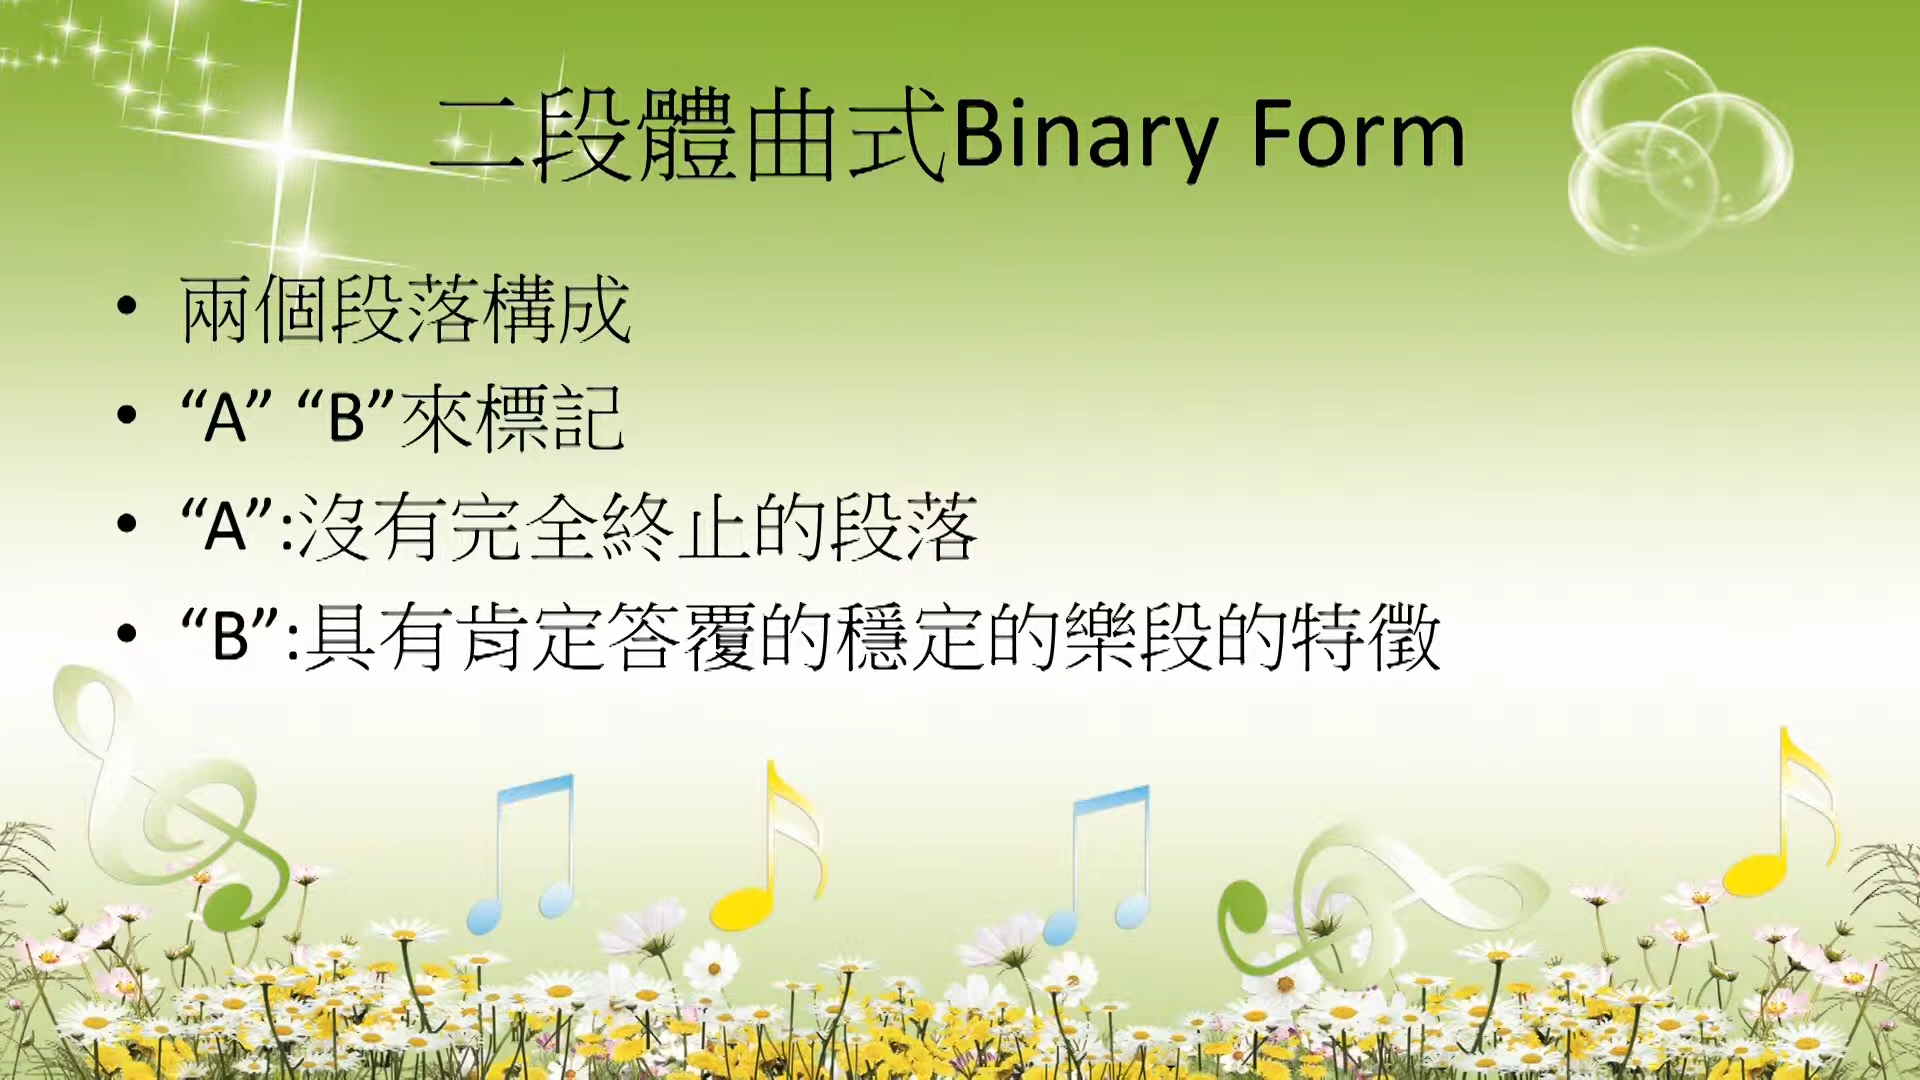 二段體曲式Binary Form
• 兩個段落構成
• “A” “B”來標記
• “A”:沒有完全終止的段落
• “B”:具有肯定答覆的穩定的樂段的特徵